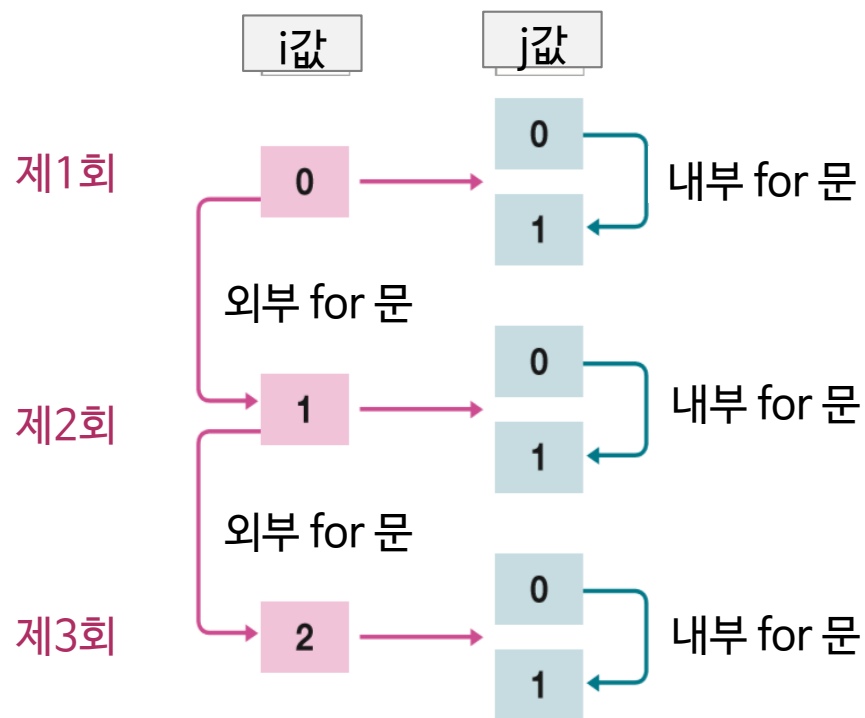 i값 j값
0
제1회 0 내부 for 문
1
외부 for 문
0
제2회 1 내부 for 문
1
외부 for 문
0
제3회 2 내부 for 문
1